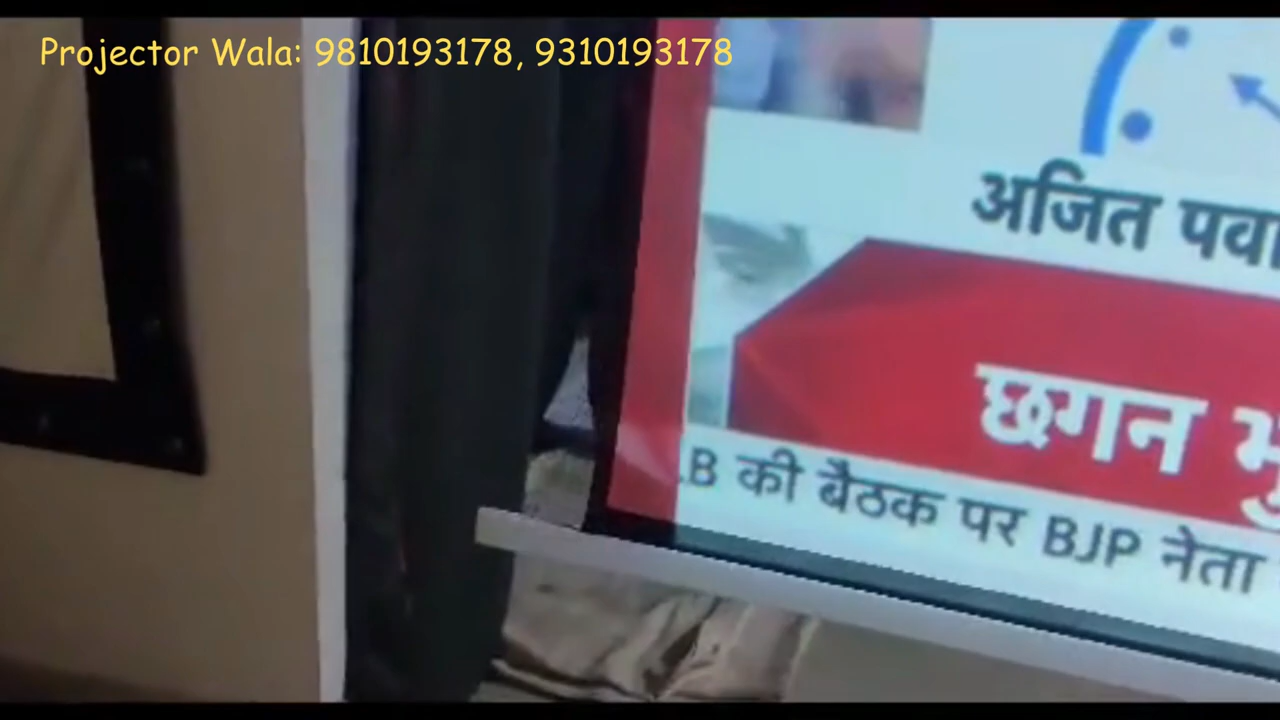 Projector Wala: 9810193178, 9310193178
अजित
छगन
की बैठक पर BJP नेता